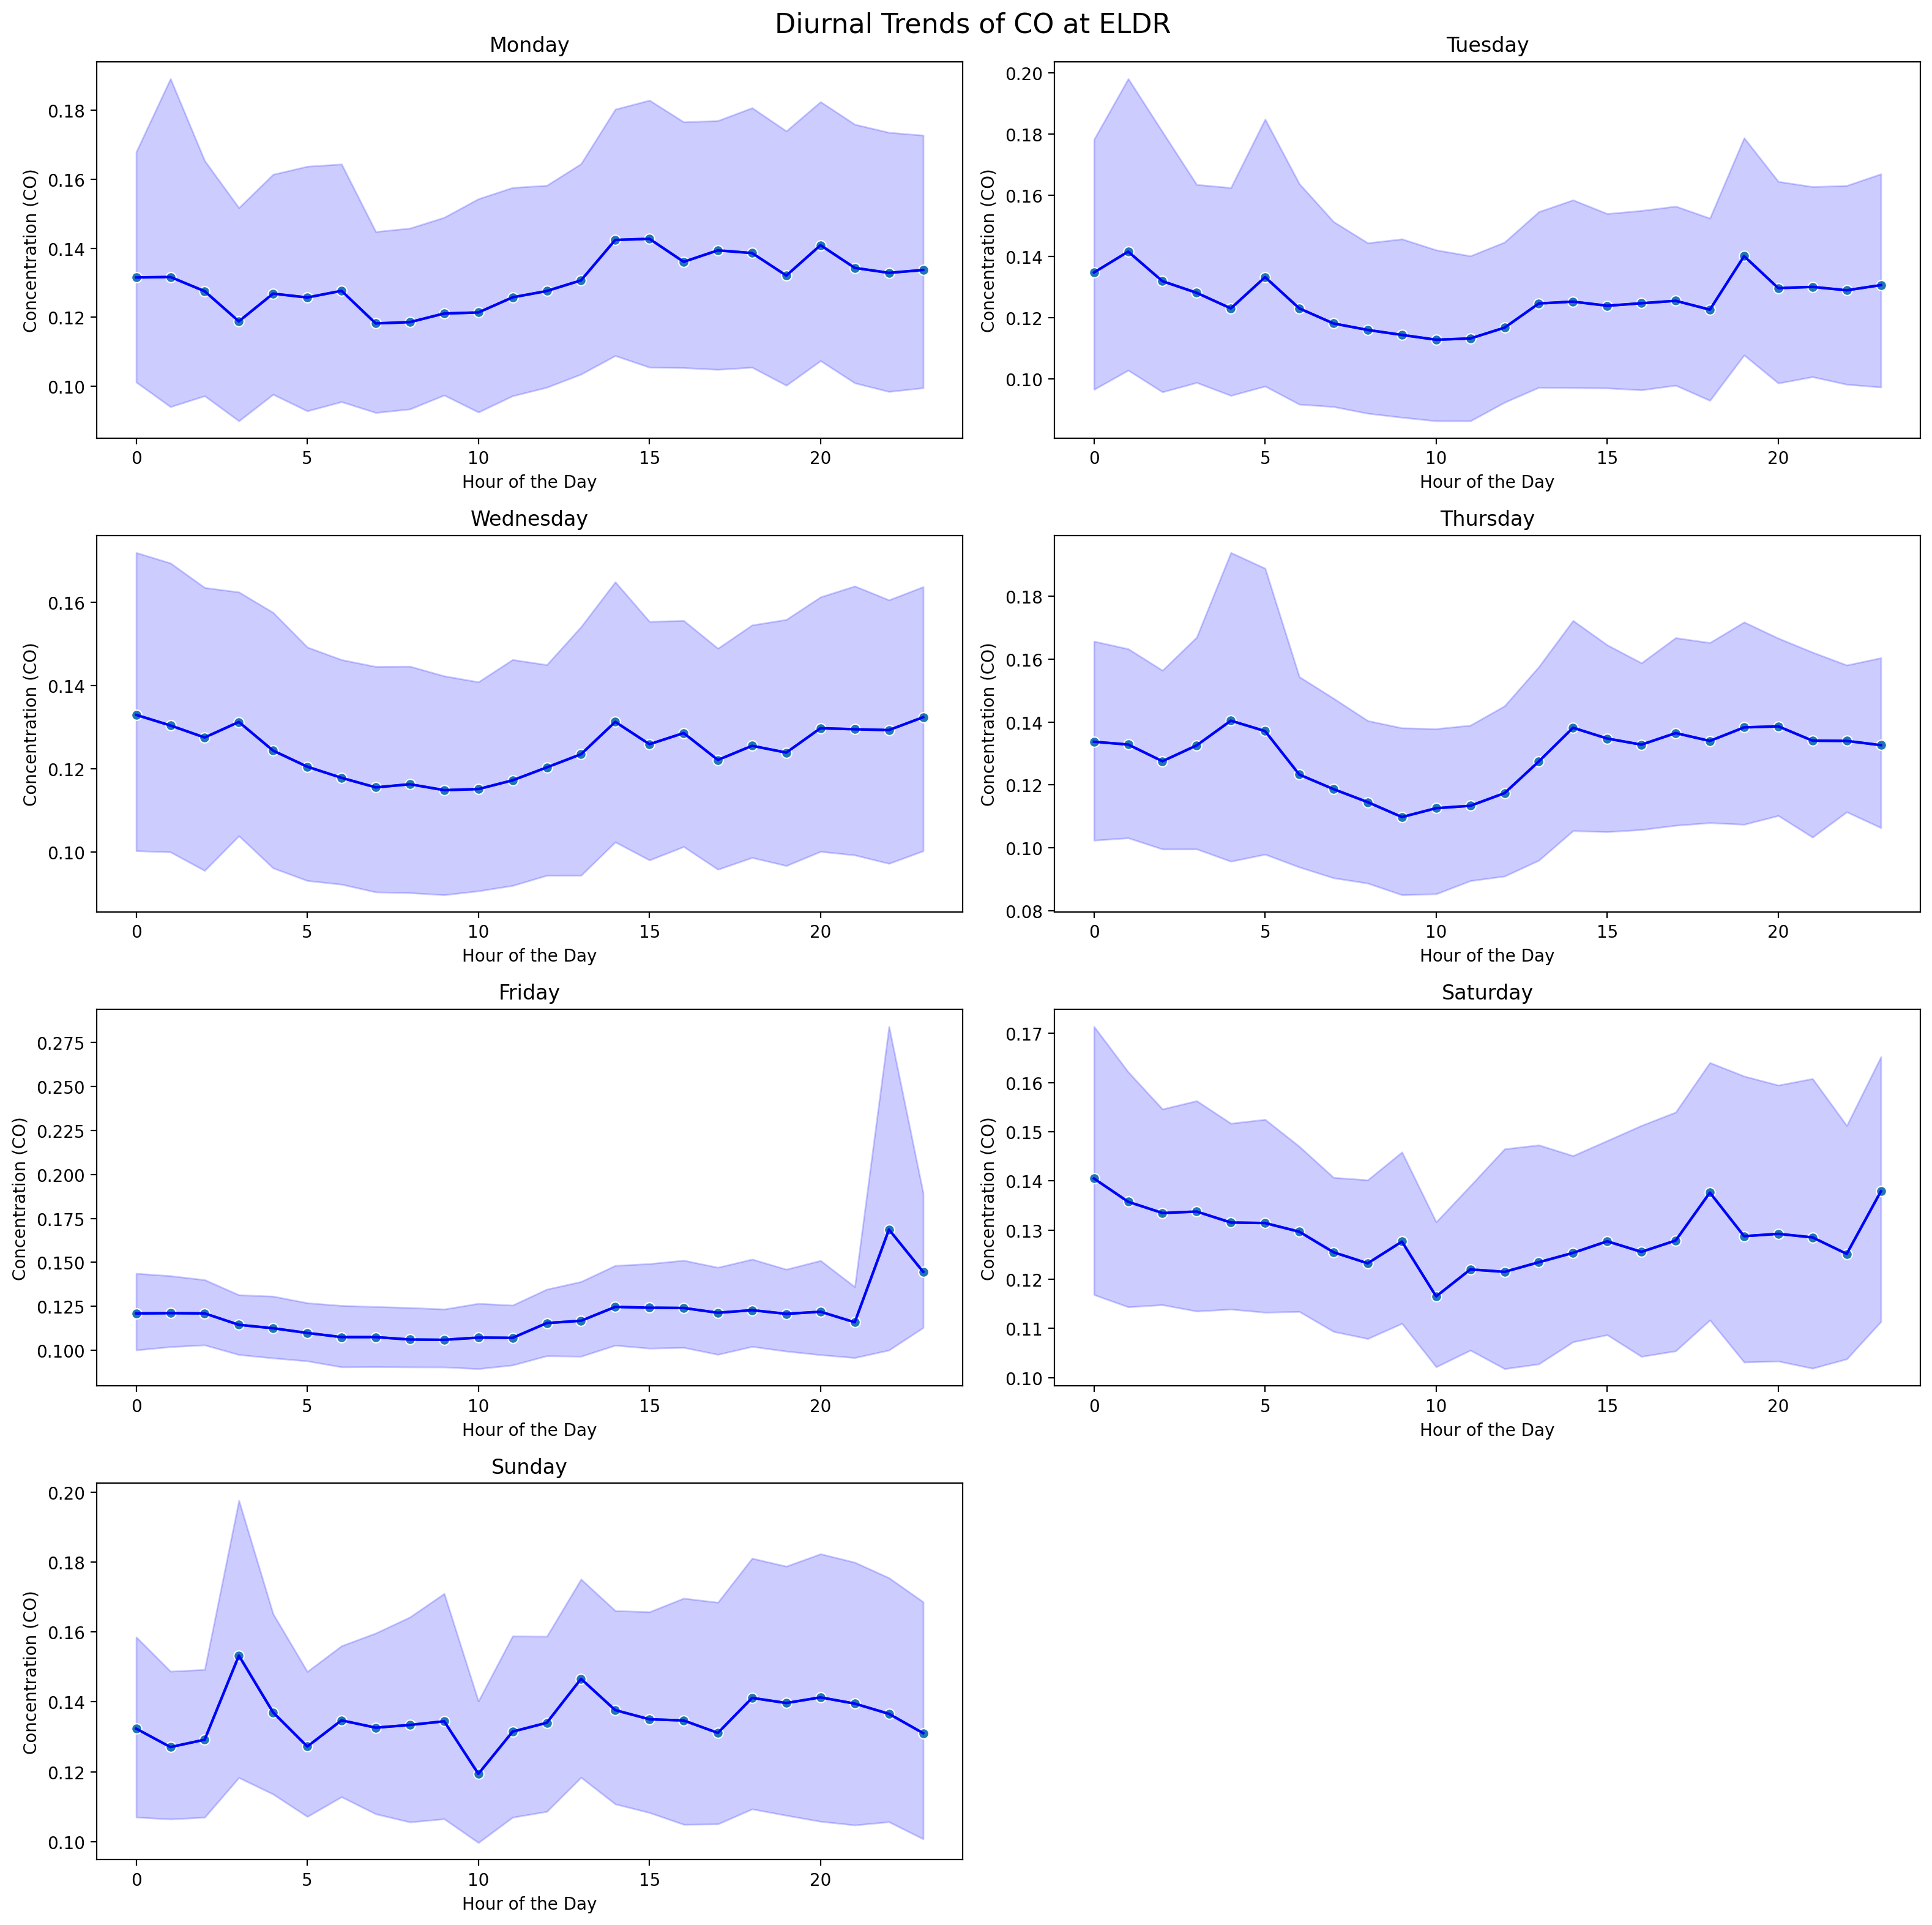 Diurnal Trends of CO at ELDR
Monday
Concentration (CO)
0.18
0.16
0.14
0.12
0.10
0 5 10 15 20
Hour of the Day
Tuesday
Concentration (CO)
0.20
0.18
0.16
0.14
0.12
0.10
0 5 10 15 20
Hour of the Day
Wednesday
Concentration (CO)
0.16
0.14
0.12
0.10
0 5 10 15 20
Hour of the Day
Thursday
Concentration (CO)
0.18
0.16
0.14
0.12
0.10
0.08
0 5 10 15 20
Hour of the Day
Friday
Concentration (CO)
0.275
0.250
0.225
0.200
0.175
0.150
0.125
0.100
0 5 10 15 20
Hour of the Day
Saturday
Concentration (CO)
0.17
0.16
0.15
0.14
0.13
0.12
0.11
0.10
0 5 10 15 20
Hour of the Day
Sunday
Concentration (CO)
0.20
0.18
0.16
0.14
0.12
0.10
0 5 10 15 20
Hour of the Day